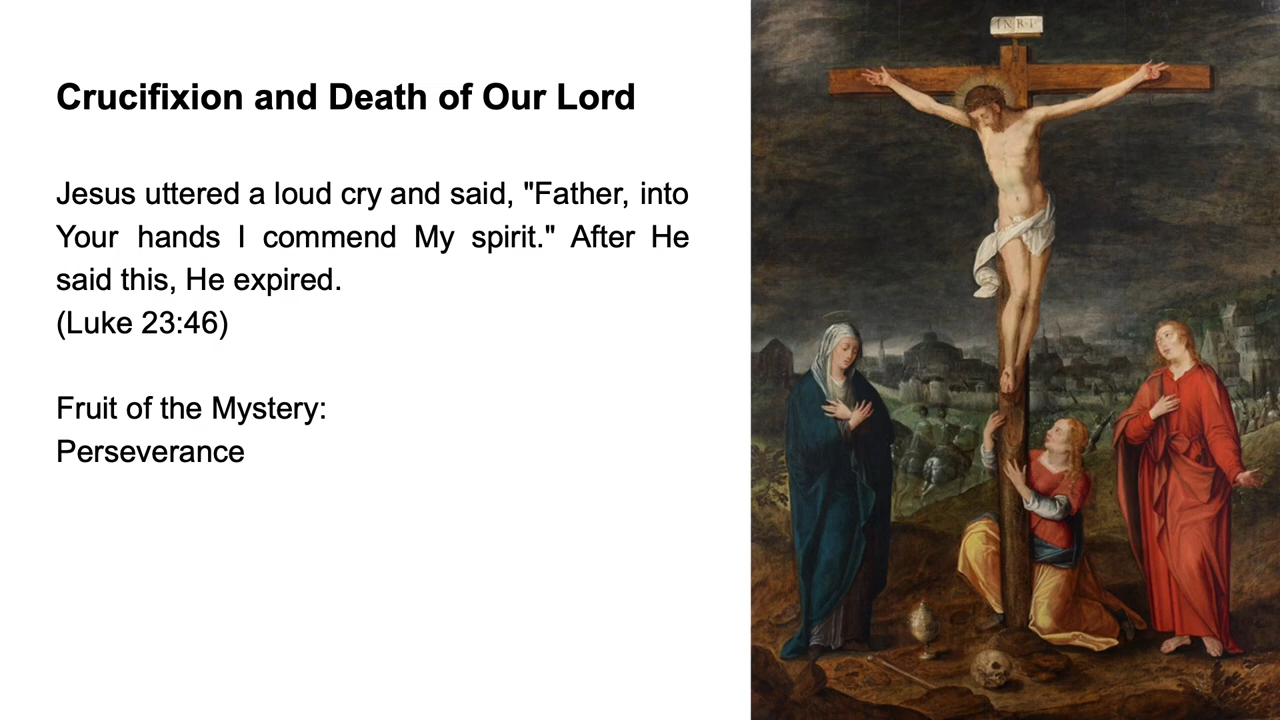 Crucifixion and Death of Our Lord
Jesus uttered a loud cry and said, "Father, into
Your hands I commend My spirit." After He
said this, He expired.
(Luke 23:46)
Fruit of the Mystery:
Perseverance
INRI